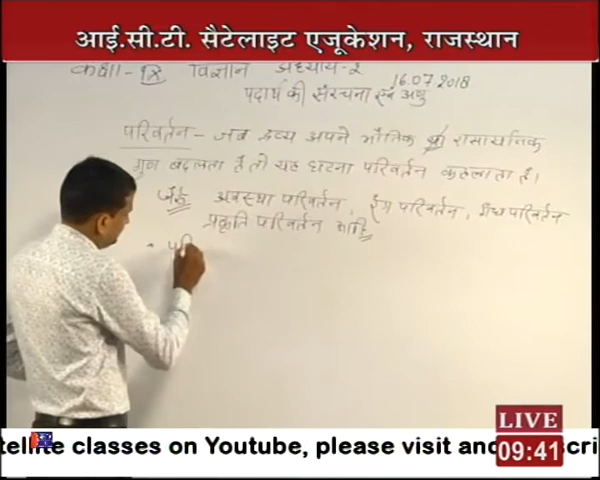 आई.सी.टी. सैटेलाइट एजूकेशन, राजस्थान
कक्षा - IX विज्ञान अध्याय-2
16.07.2018
पदार्थ की संरचना एवं अणु
परिवर्तन - जब द्रव्य अपने भौतिक रासायनिक
गुण बदलता है तो यह घटना परिवर्तन कहलाता है।
जैसे अवस्था परिवर्तन, रंग परिवर्तन, गंध परिवर्तन
प्रकृति परिवर्तन आदि
LIVE
09:41
tellite classes on Youtube, please visit and scri